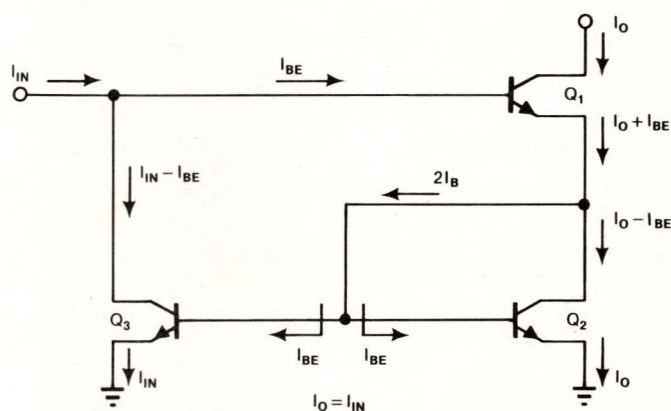 I_O
I_IN
I_BE
Q_1
I_O + I_BE
I_IN − I_BE
2I_B
I_O − I_BE
Q_3
Q_2
I_BE
I_BE
I_IN
I_O
I_O = I_IN